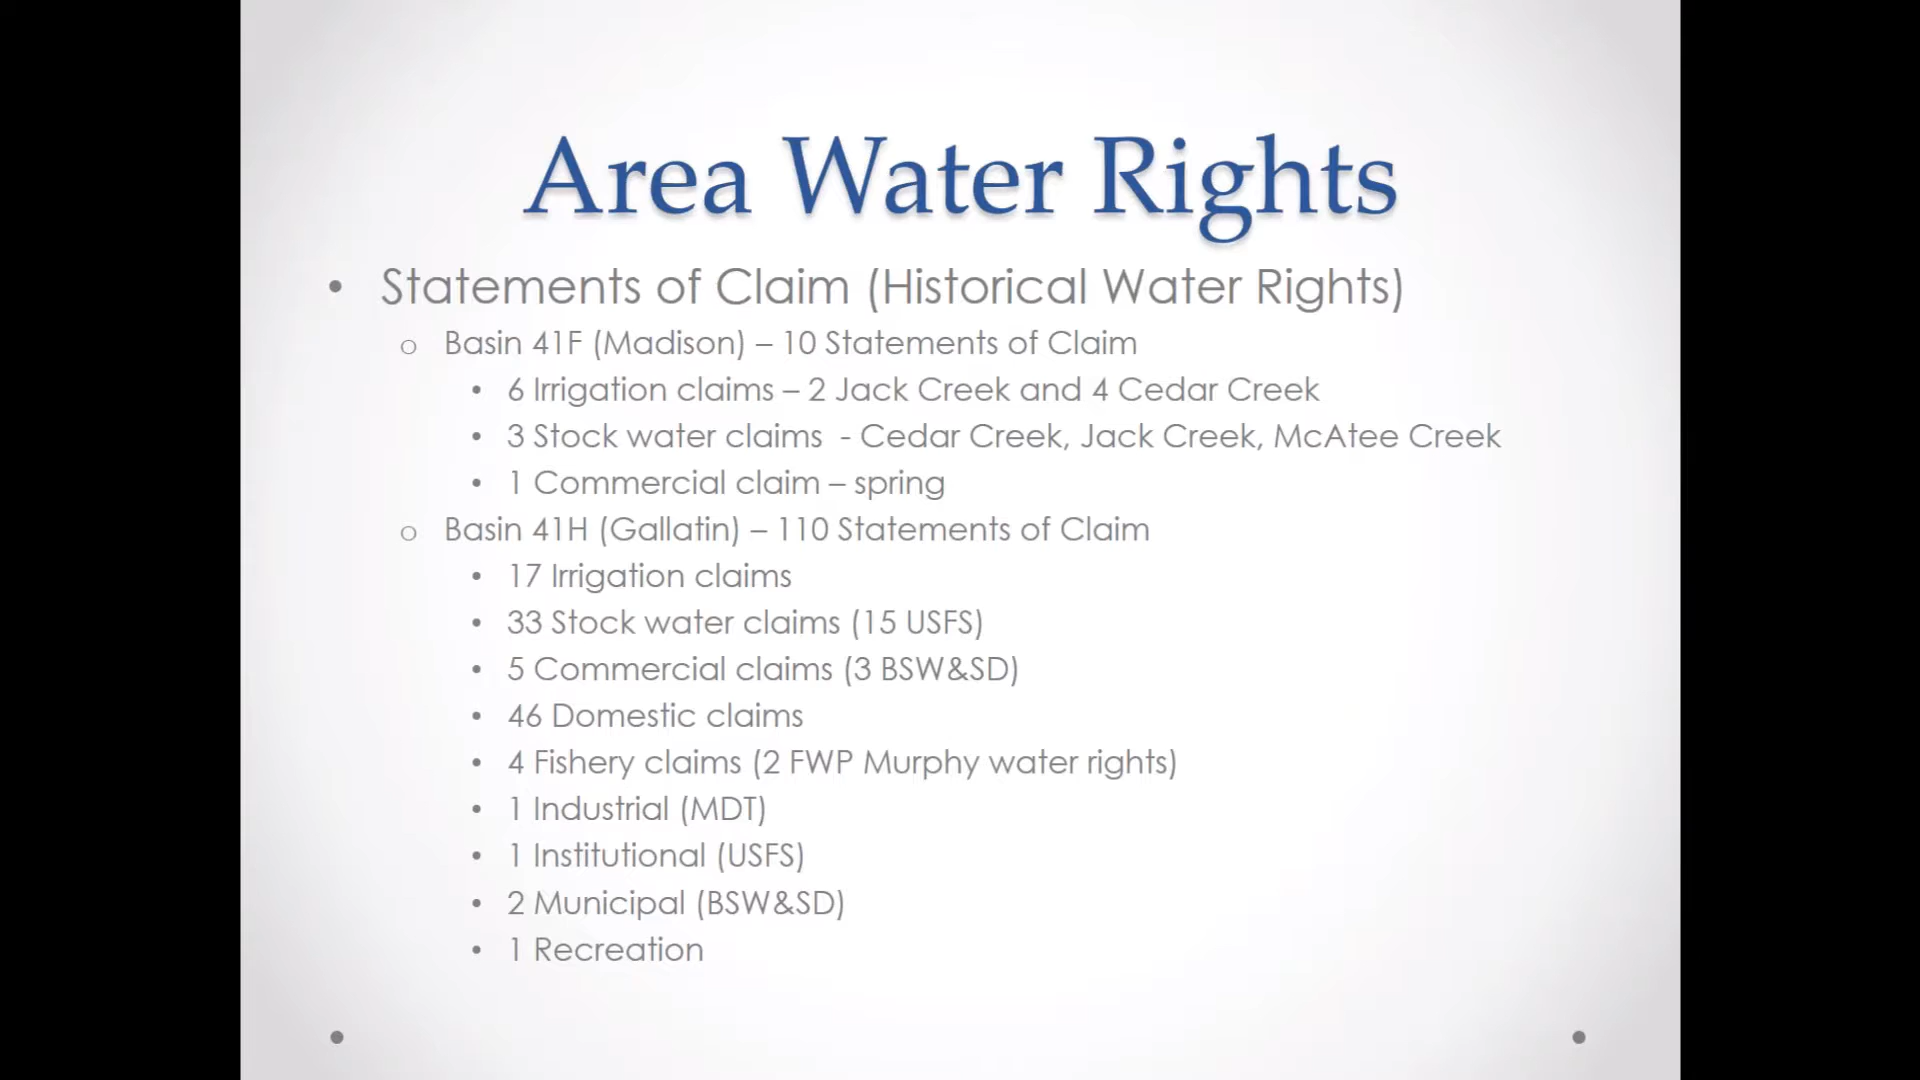 Area Water Rights
• Statements of Claim (Historical Water Rights)
o Basin 41F (Madison) – 10 Statements of Claim
• 6 Irrigation claims – 2 Jack Creek and 4 Cedar Creek
• 3 Stock water claims - Cedar Creek, Jack Creek, McAtee Creek
• 1 Commercial claim – spring
o Basin 41H (Gallatin) – 110 Statements of Claim
• 17 Irrigation claims
• 33 Stock water claims (15 USFS)
• 5 Commercial claims (3 BSW&SD)
• 46 Domestic claims
• 4 Fishery claims (2 FWP Murphy water rights)
• 1 Industrial (MDT)
• 1 Institutional (USFS)
• 2 Municipal (BSW&SD)
• 1 Recreation